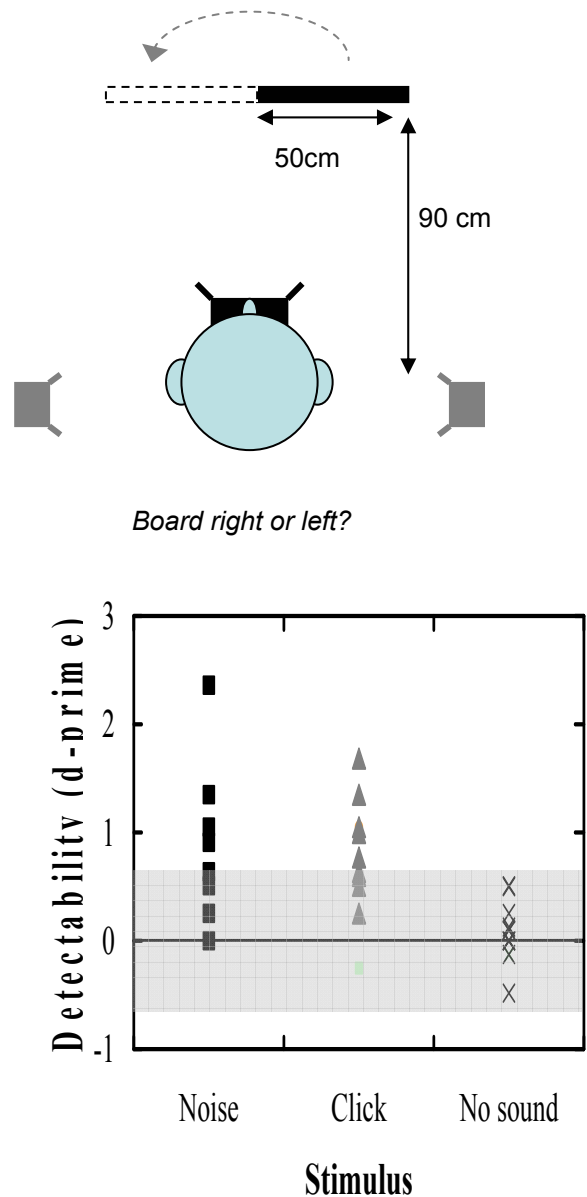 50cm
90 cm
Board right or left?
Detectability (d-prime)
3
2
1
0
-1
Noise Click No sound
Stimulus